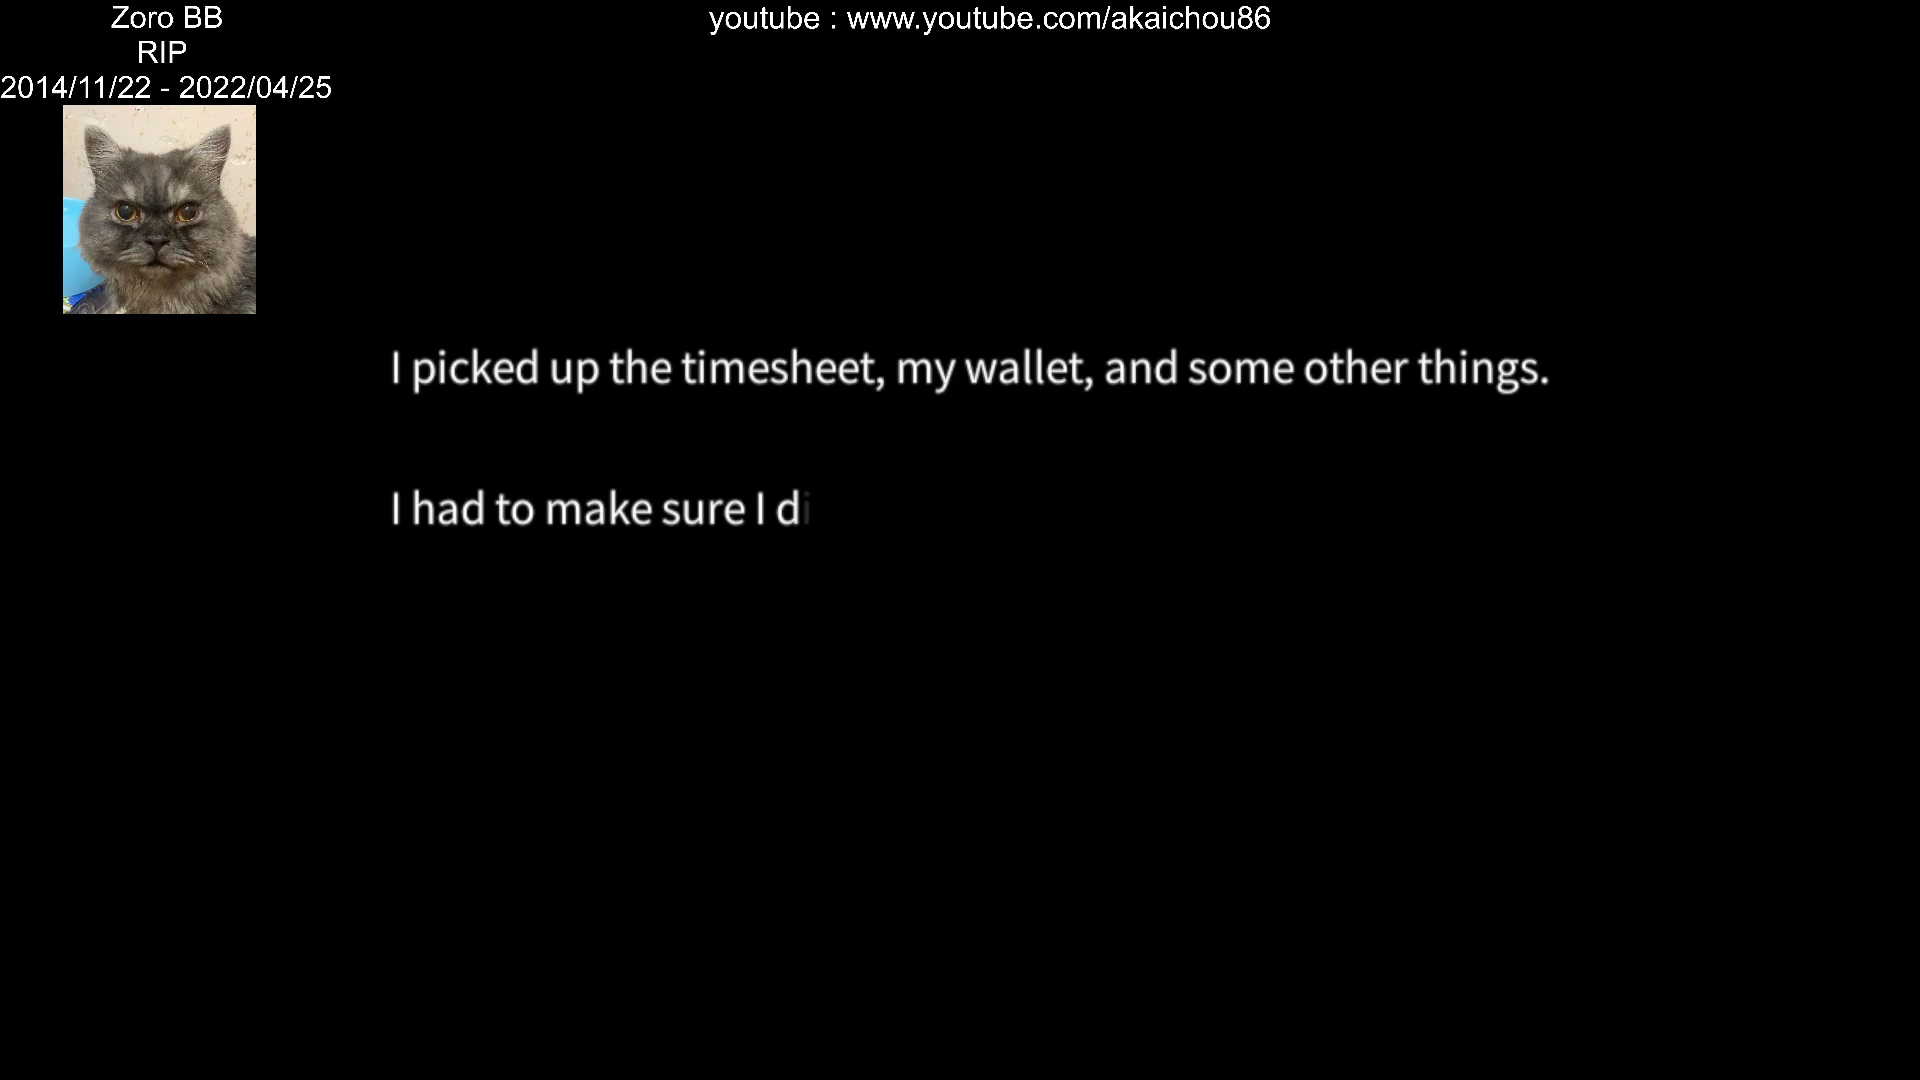 Zoro BB
RIP
2014/11/22 - 2022/04/25
youtube : www.youtube.com/akaichou86
I picked up the timesheet, my wallet, and some other things.
I had to make sure I di